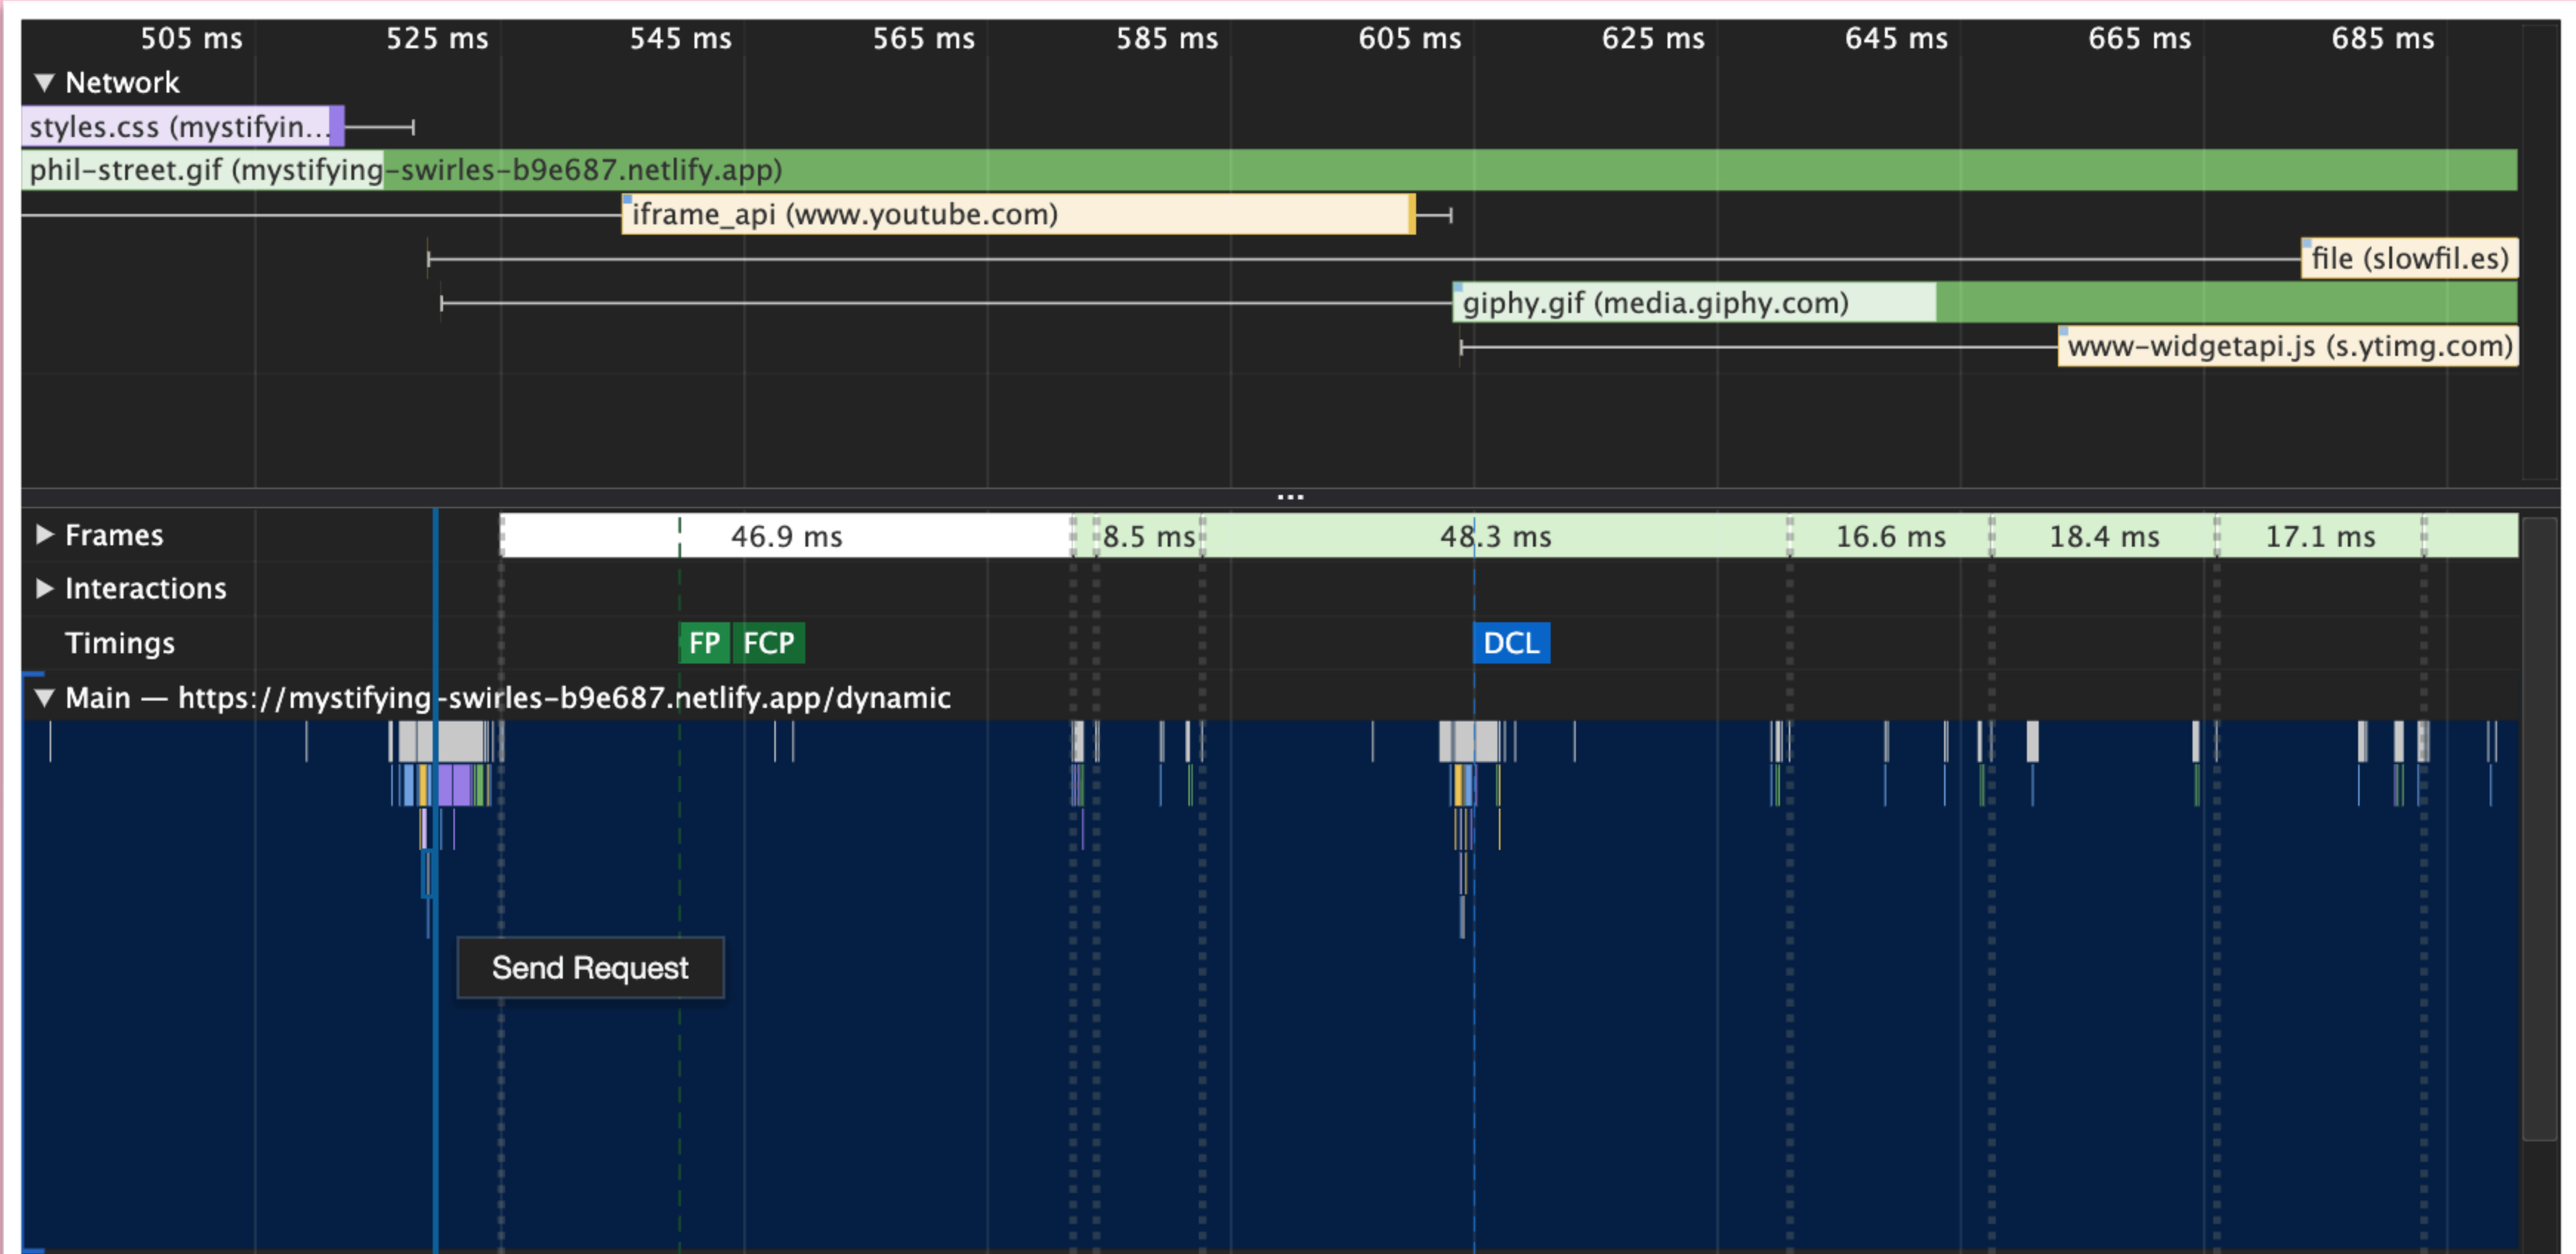 505 ms 525 ms 545 ms 565 ms 585 ms 605 ms 625 ms 645 ms 665 ms 685 ms
Network
styles.css (mystifyin...
phil-street.gif (mystifying-swirles-b9e687.netlify.app)
iframe_api (www.youtube.com)
file (slowfil.es)
giphy.gif (media.giphy.com)
www-widgetapi.js (s.ytimg.com)
Frames 46.9 ms 8.5 ms 48.3 ms 16.6 ms 18.4 ms 17.1 ms
Interactions
Timings FP FCP DCL
Main — https://mystifying-swirles-b9e687.netlify.app/dynamic
Send Request